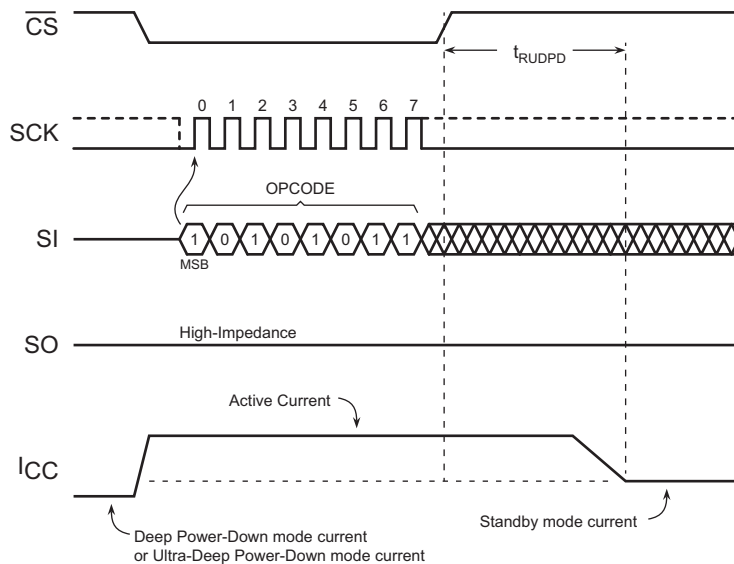 CS
tRUDPD
0 1 2 3 4 5 6 7
SCK
OPCODE
SI
1 0 1 0 1 0 1 1
MSB
High-Impedance
SO
Active Current
ICC
Standby mode current
Deep Power-Down mode current
or Ultra-Deep Power-Down mode current